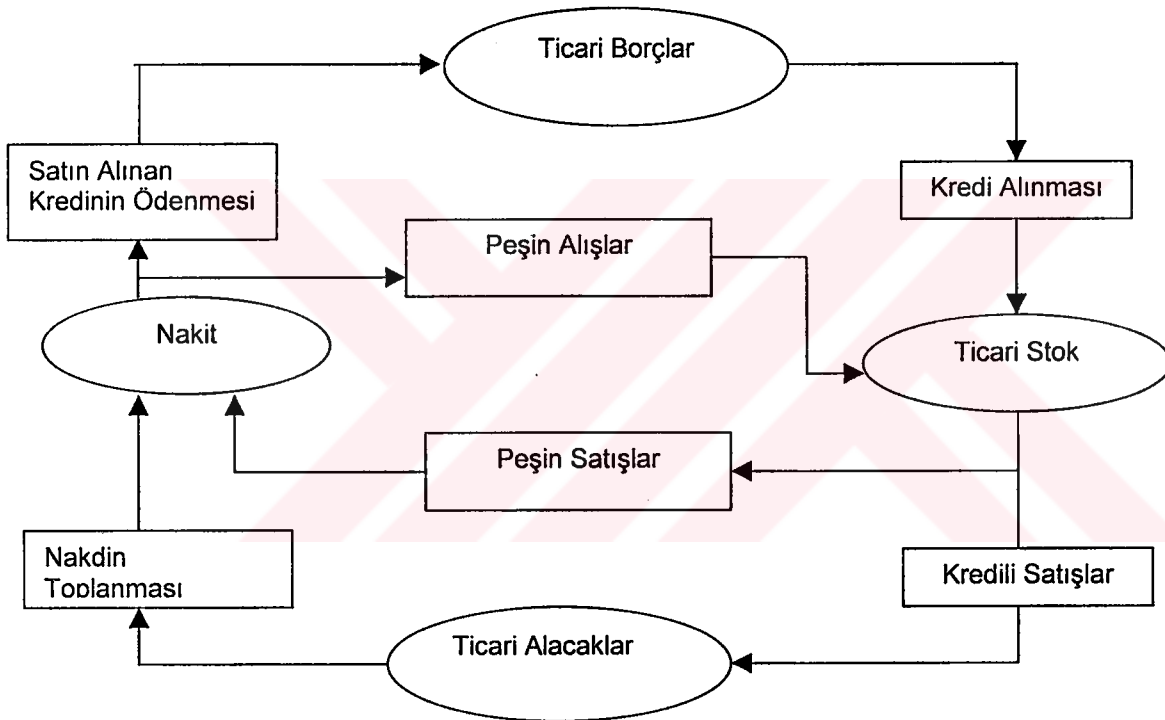 Ticari Borçlar
Satın Alınan
Kredinin Ödenmesi
Kredi Alınması
Peşin Alışlar
Nakit
Ticari Stok
Peşin Satışlar
Nakdin
Toplanması
Kredili Satışlar
Ticari Alacaklar